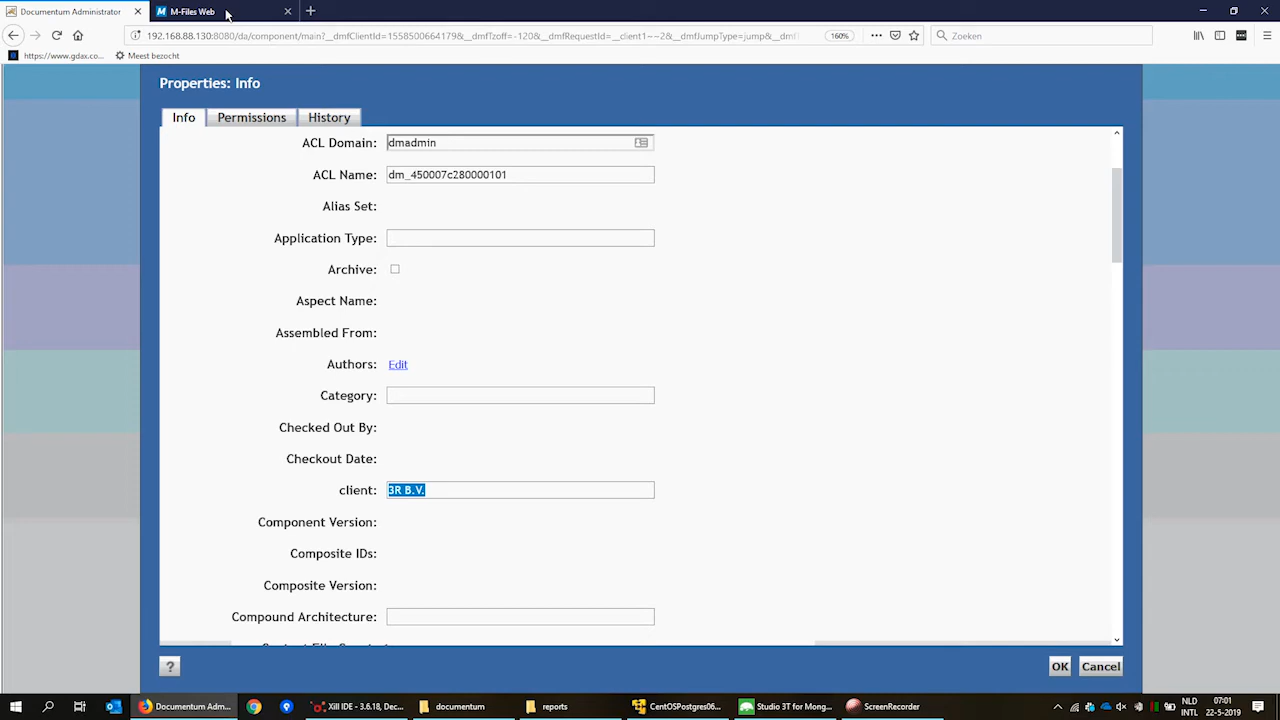 Documentum Administrator
M-Files Web
192.168.88.130:8080/da/component/main?__dmfClientId=1558500664179&__dmfTzoff=-120&__dmfRequestId=__client1~~2&__dmfJumpType=jump&__dmf
160%
Zoeken
https://www.gdax.co...
Meest bezocht
Properties: Info
Info
Permissions
History
ACL Domain: dmadmin
ACL Name: dm_450007c280000101
Alias Set:
Application Type:
Archive:
Aspect Name:
Assembled From:
Authors: Edit
Category:
Checked Out By:
Checkout Date:
client: 3R B.V.
Component Version:
Composite IDs:
Composite Version:
Compound Architecture:
?
OK
Cancel
Documentum Adm...
Xill IDE - 3.6.18, Dec...
documentum
reports
CentOSPostgres06...
Studio 3T for Mong...
ScreenRecorder
NLD
INTL
07:01
22-5-2019